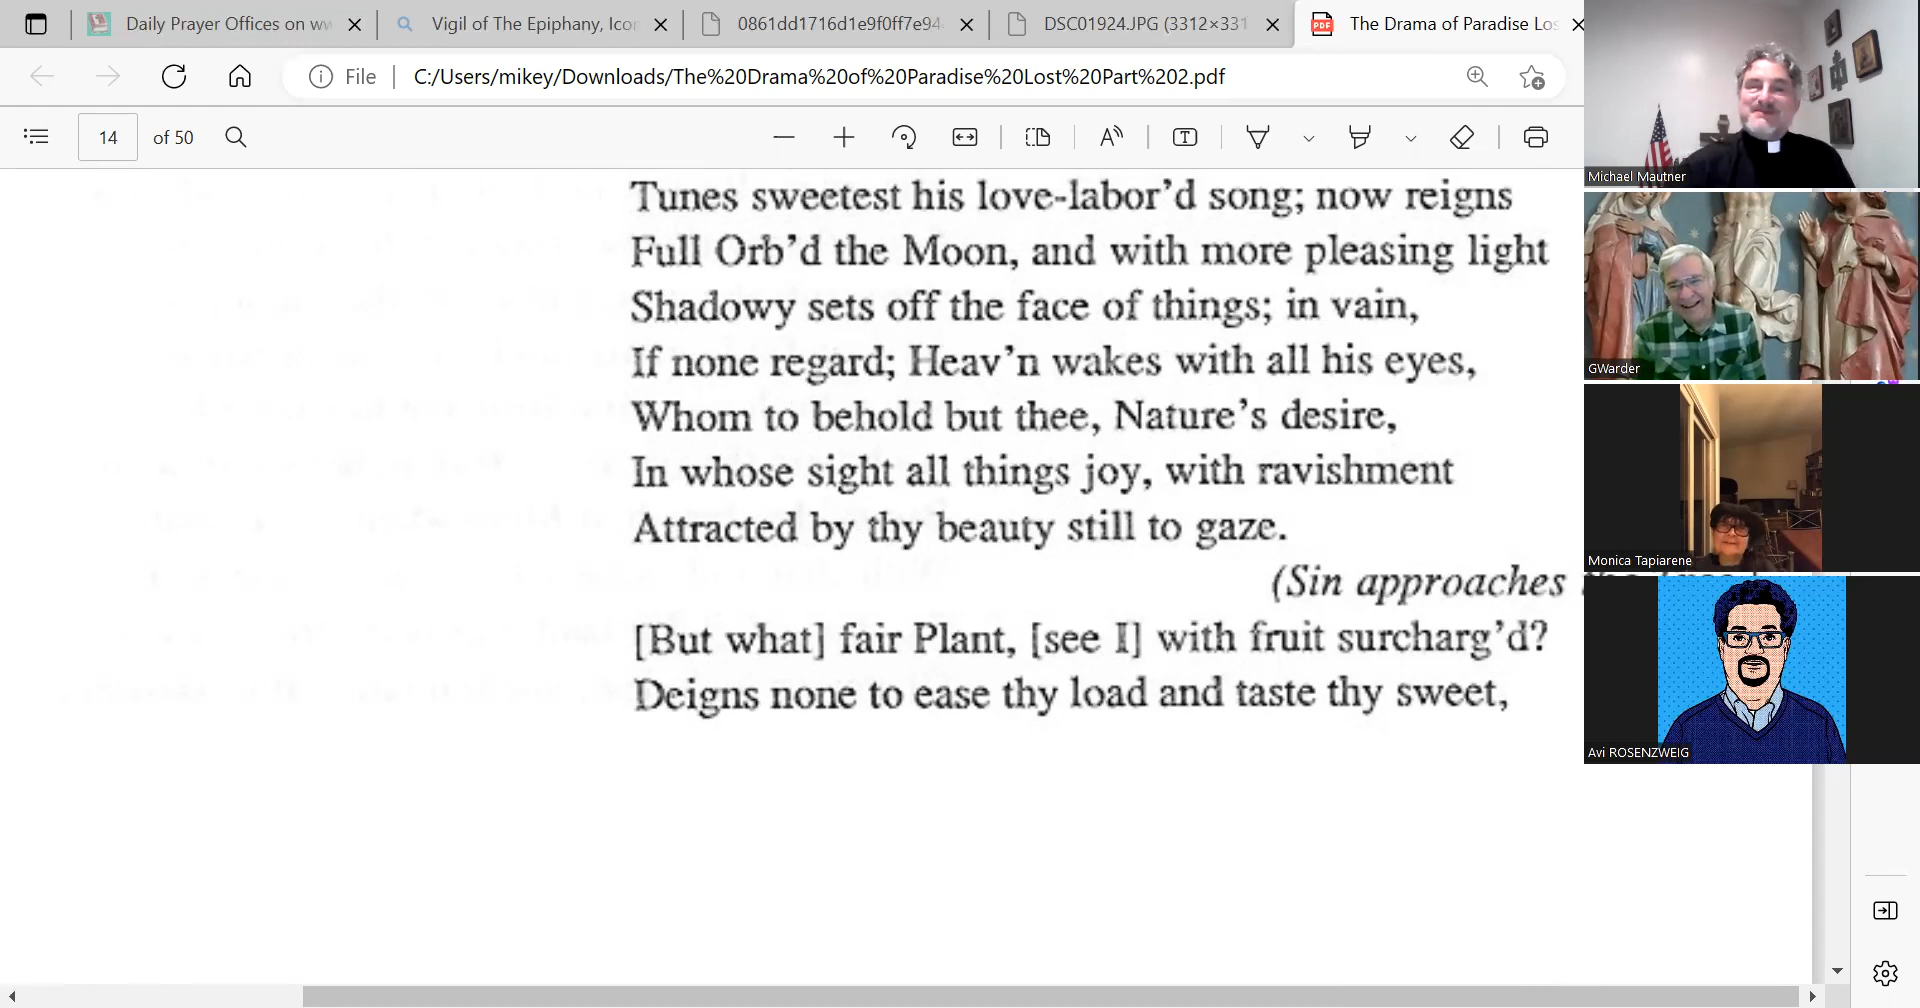 Daily Prayer Offices on ww
Vigil of The Epiphany, Icon
0861dd1716d1e9f0ff7e94
DSC01924.JPG (3312×331
PDF
The Drama of Paradise Los
File
C:/Users/mikey/Downloads/The%20Drama%20of%20Paradise%20Lost%20Part%202.pdf
14 of 50
Tunes sweetest his love-labor’d song; now reigns
Full Orb’d the Moon, and with more pleasing light
Shadowy sets off the face of things; in vain,
If none regard; Heav’n wakes with all his eyes,
Whom to behold but thee, Nature’s desire,
In whose sight all things joy, with ravishment
Attracted by thy beauty still to gaze.
(Sin approaches
[But what] fair Plant, [see I] with fruit surcharg’d?
Deigns none to ease thy load and taste thy sweet,
Michael Mautner
GWarder
Monica Tapiarene
Avi ROSENZWEIG